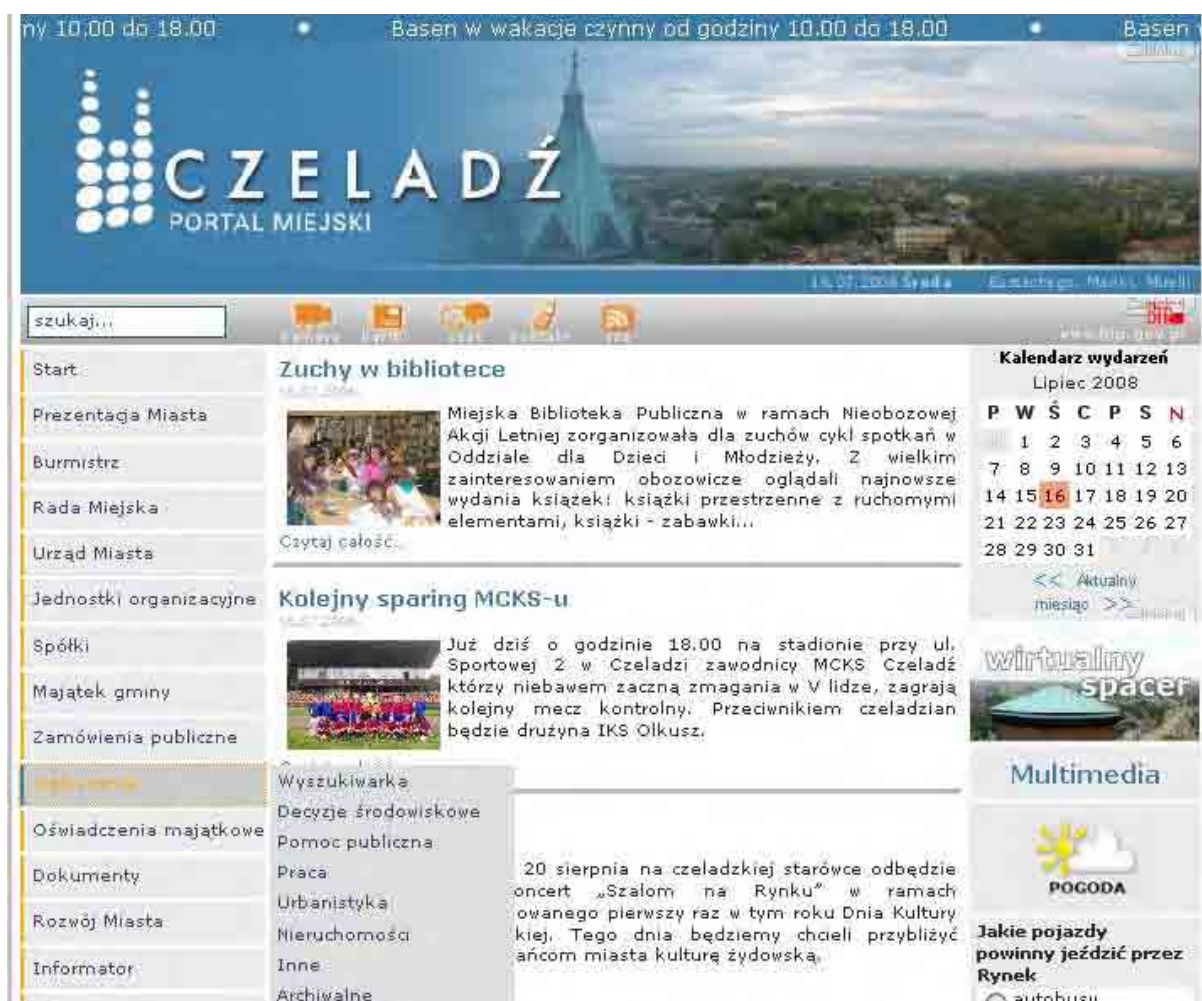 ny 10.00 do 18.00 Basen w wakacje czynny od godziny 10.00 do 18.00 Basen
CZELADŹ
PORTAL MIEJSKI
16.07.2008 Środa
szukaj...
Start
Prezentacja Miasta
Burmistrz
Rada Miejska
Urząd Miasta
Jednostki organizacyjne
Spółki
Majątek gminy
Zamówienia publiczne
Oświadczenia majątkowe
Dokumenty
Rozwój Miasta
Informator
Zuchy w bibliotece
Miejska Biblioteka Publiczna w ramach Nieobozowej
Akcji Letniej zorganizowała dla zuchów cykl spotkań w
Oddziale dla Dzieci i Młodzieży. Z wielkim
zainteresowaniem obozowicze oglądali najnowsze
wydania książek: książki przestrzenne z ruchomymi
elementami, książki - zabawki...
Czytaj całość...
Kolejny sparing MCKS-u
Już dziś o godzinie 18.00 na stadionie przy ul.
Sportowej 2 w Czeladzi zawodnicy MCKS Czeladź
którzy niebawem zaczną zmagania w V lidze, zagrają
kolejny mecz kontrolny. Przeciwnikiem czeladzian
będzie drużyna IKS Olkusz.
Wyszukiwarka
Decyzje środowiskowe
Pomoc publiczna
Praca
Urbanistyka
Nieruchomości
Inne
Archiwalne
20 sierpnia na czeladzkiej starówce odbędzie
oncert „Szalom na Rynku” w ramach
owanego pierwszy raz w tym roku Dnia Kultury
kiej. Tego dnia będziemy chcieli przybliżyć
ańcom miasta kulturę żydowską.
Kalendarz wydarzeń
Lipiec 2008
P W Ś C P S N
1 2 3 4 5 6
7 8 9 10 11 12 13
14 15 16 17 18 19 20
21 22 23 24 25 26 27
28 29 30 31
<< Aktualny
miesiąc >>
wirtualny
spacer
Multimedia
POGODA
Jakie pojazdy
powinny jeździć przez
Rynek
autobusy